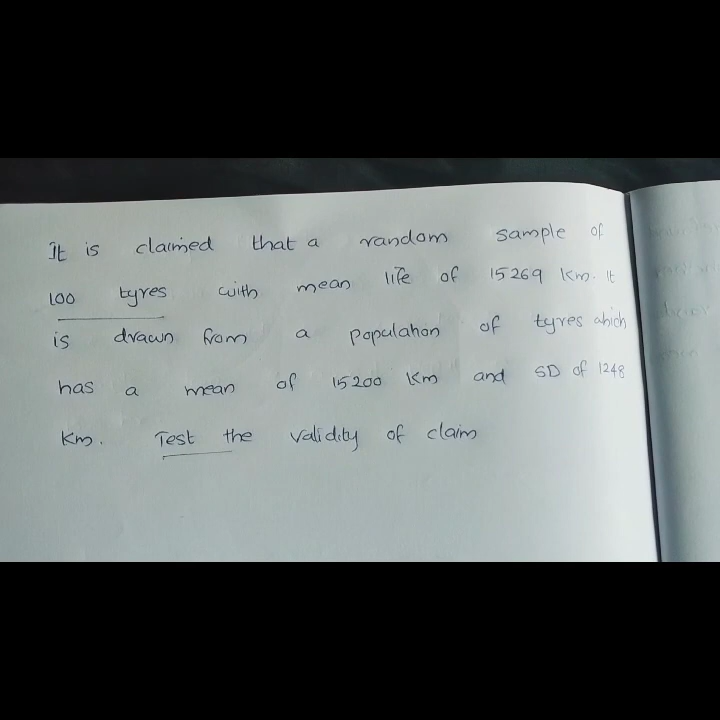 It is claimed that a random sample of
100 tyres with mean life of 15269 Km. It
is drawn from a population of tyres which
has a mean of 15200 Km and SD of 1248
Km. Test the validity of claim